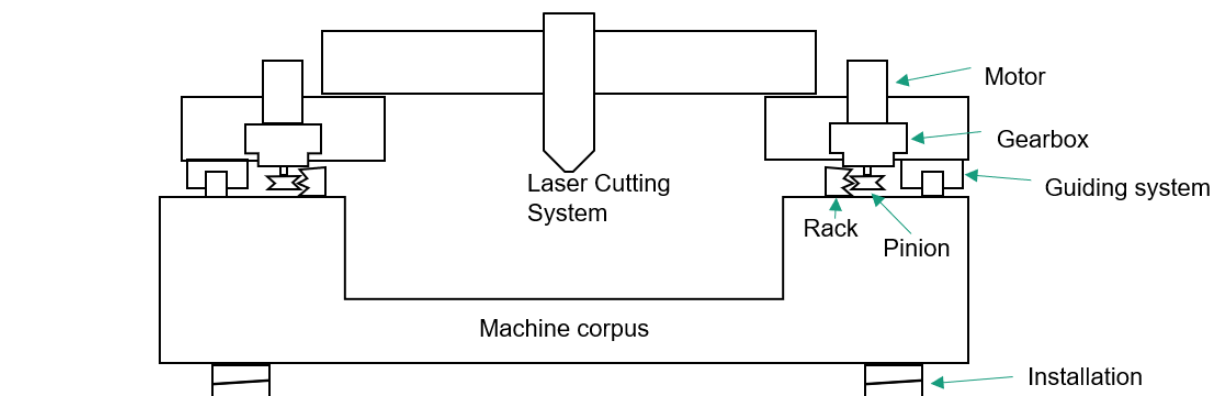 Motor
Gearbox
Laser Cutting
System
Guiding system
Rack
Pinion
Machine corpus
Installation